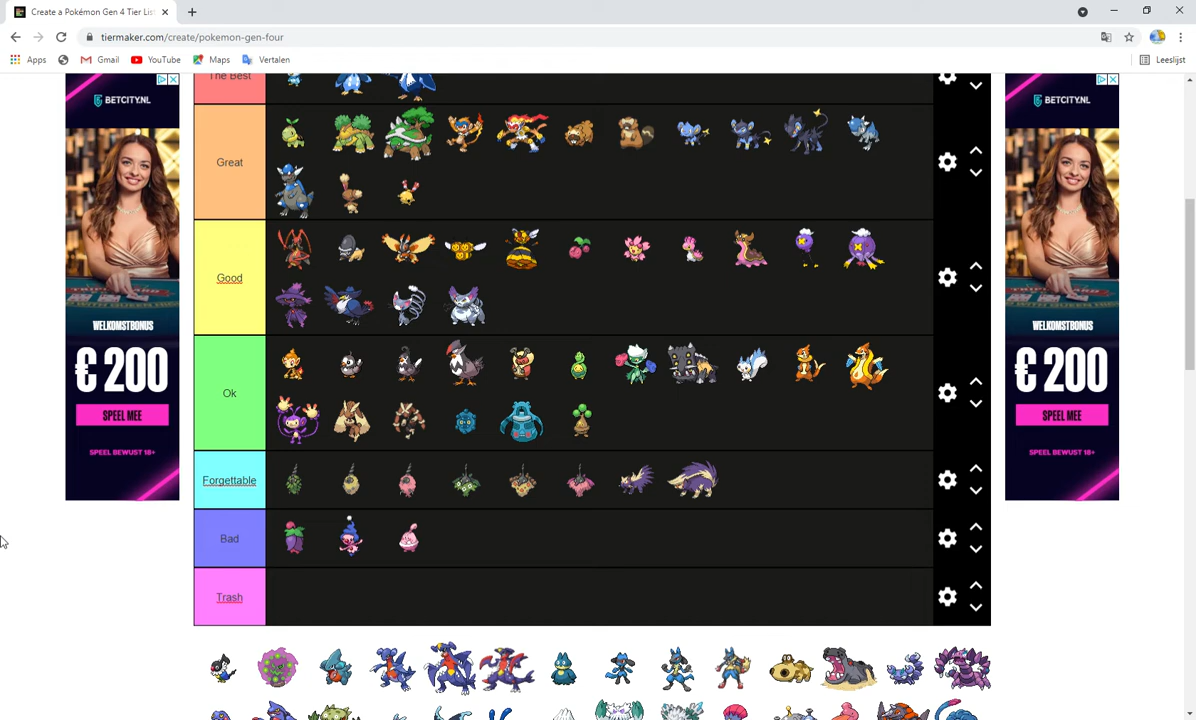 Create a Pokémon Gen 4 Tier List
tiermaker.com/create/pokemon-gen-four
Apps
Gmail
YouTube
Maps
Vertalen
Leeslijst
BETCITY.NL
WELKOMSTBONUS
€ 200
SPEEL MEE
SPEEL BEWUST 18+
The Best
Great
Good
Ok
Forgettable
Bad
Trash
BETCITY.NL
WELKOMSTBONUS
€ 200
SPEEL MEE
SPEEL BEWUST 18+